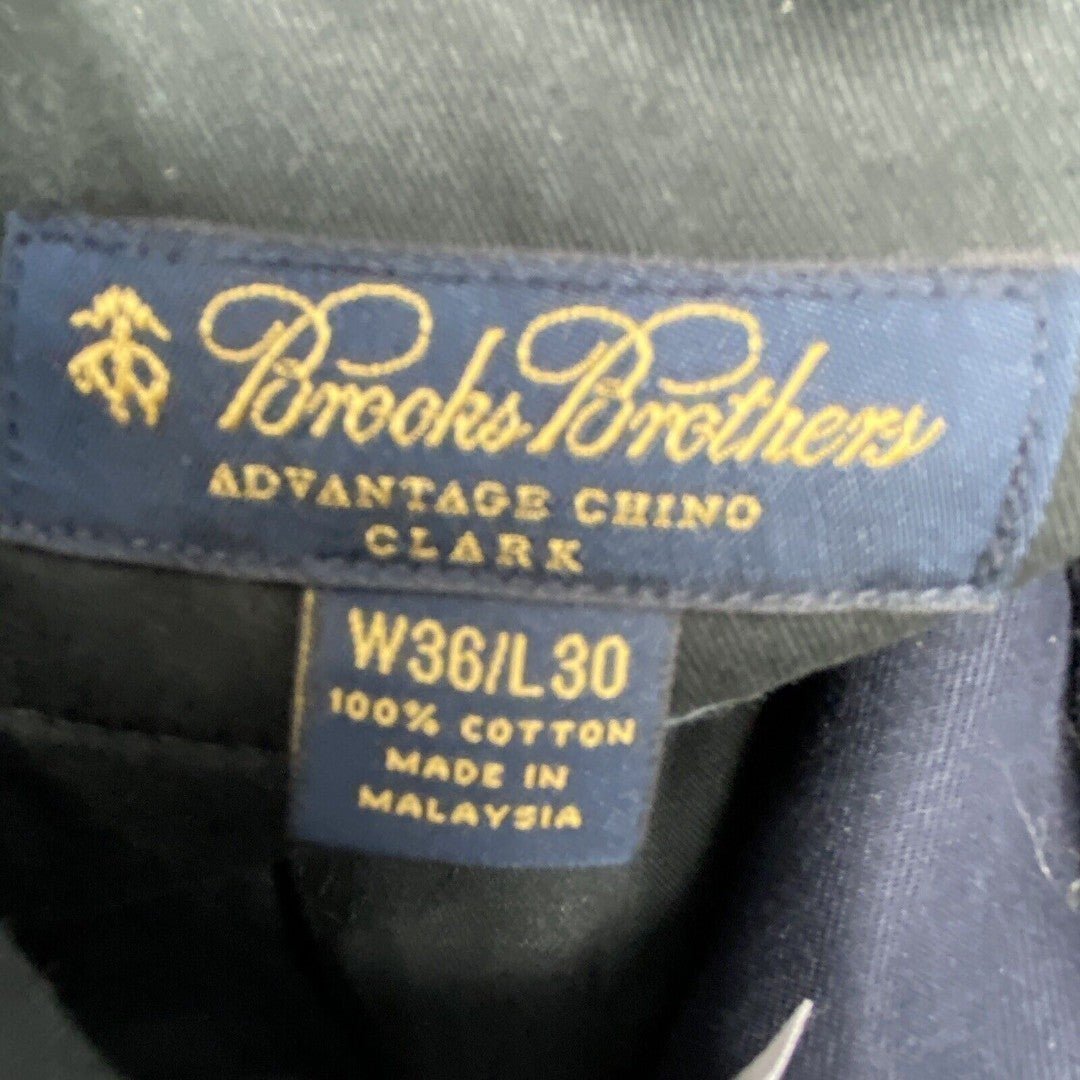 Brooks Brothers
ADVANTAGE CHINO
CLARK
W36/L30
100% COTTON
MADE IN
MALAYSIA